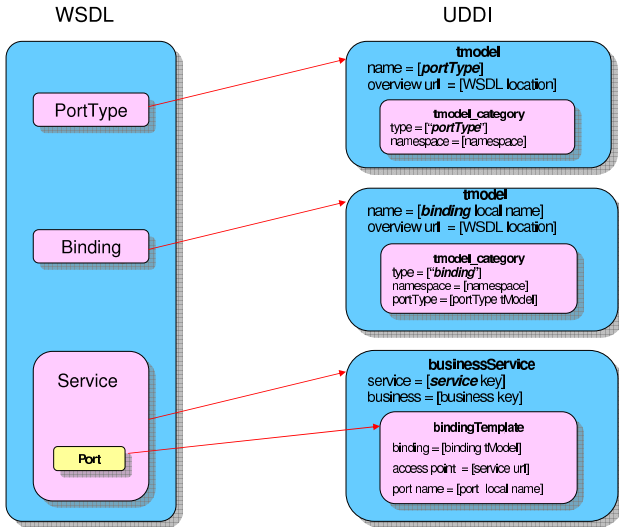 WSDL
UDDI
PortType
Binding
Service
Port
tmodel
name = [portType]
overview url = [WSDL location]
tmodel_category
type = ["portType"]
namespace = [namespace]
tmodel
name = [binding local name]
overview url = [WSDL location]
tmodel_category
type = ["binding"]
namespace = [namespace]
portType = [portType tModel]
businessService
service = [service key]
business = [business key]
bindingTemplate
binding = [binding tModel]
access point = [service url]
port name = [port local name]